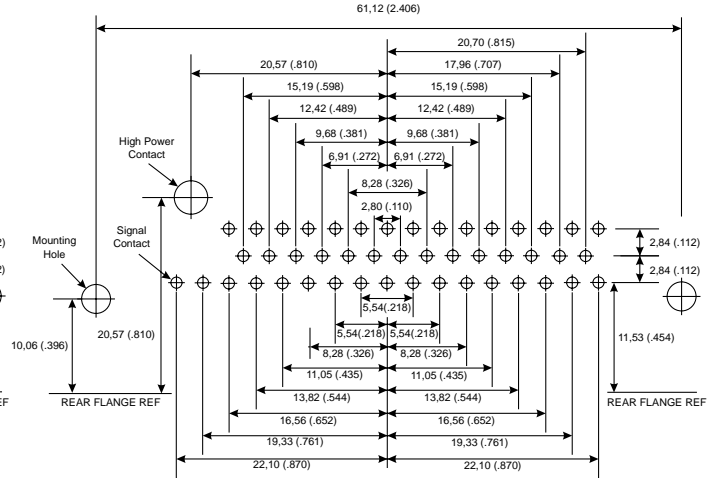 61,12 (2.406)
20,70 (.815)
20,57 (.810) 17,96 (.707)
15,19 (.598) 15,19 (.598)
12,42 (.489) 12,42 (.489)
High Power
Contact
9,68 (.381) 9,68 (.381)
6,91 (.272) 6,91 (.272)
8,28 (.326)
2,80 (.110)
Signal
Contact
Mounting
Hole
2,84 (.112)
2,84 (.112)
5,54(.218)
5,54(.218) 5,54(.218)
20,57 (.810)
11,53 (.454)
10,06 (.396)
8,28 (.326) 8,28 (.326)
11,05 (.435) 11,05 (.435)
13,82 (.544) 13,82 (.544)
REAR FLANGE REF REAR FLANGE REF
16,56 (.652) 16,56 (.652)
19,33 (.761) 19,33 (.761)
22,10 (.870) 22,10 (.870)